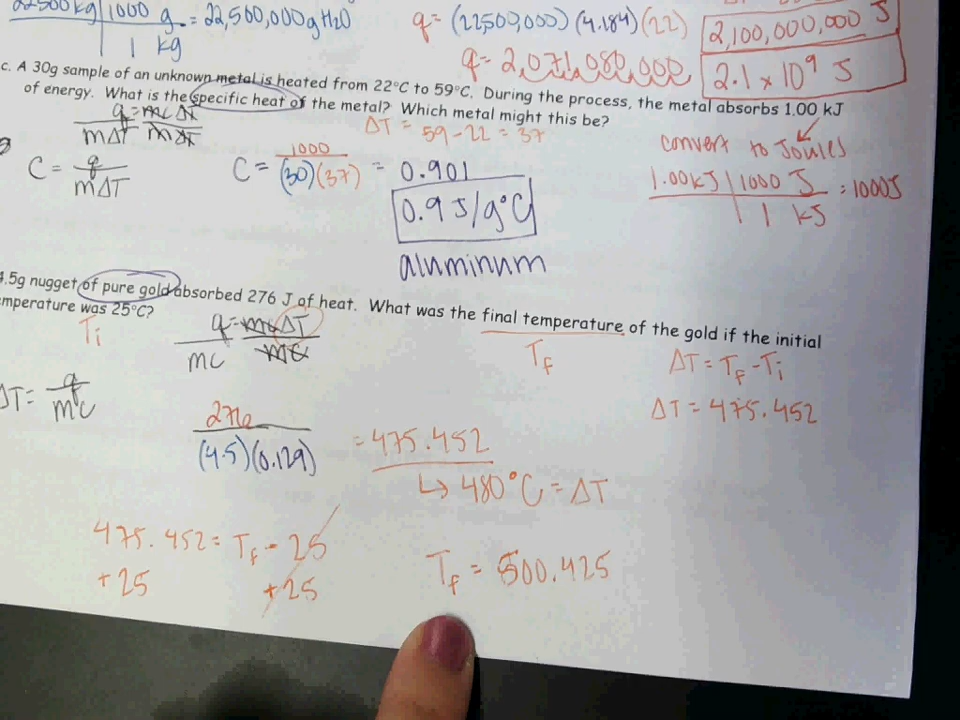 22500 kg | 1000 g = 22,500,000 g H2O
1 kg
q = (22500,000)(4.184)(22)
2,100,000,000 J
q = 2,071,080,000
2.1 x 10⁹ J
c. A 30g sample of an unknown metal is heated from 22°C to 59°C. During the process, the metal absorbs 1.00 kJ
of energy. What is the specific heat of the metal? Which metal might this be?
q = mcΔT
mΔT mΔT
ΔT = 59 - 22 = 37
convert to Joules
C = q
mΔT
C = 1000 = 0.901
(30)(37)
1.00 kJ | 1000 J = 1000J
1 kJ
0.9 J/g°C
aluminum
4.5g nugget of pure gold absorbed 276 J of heat. What was the final temperature of the gold if the initial
mperature was 25°C?
Ti
q = mcΔT
mc mc
Tf
ΔT = Tf - Ti
ΔT = q
mc
ΔT = 475.452
276 = 475.452
(4.5)(0.129)
↳ 480°C = ΔT
475.452 = Tf - 25
+25 +25
Tf = 500.425